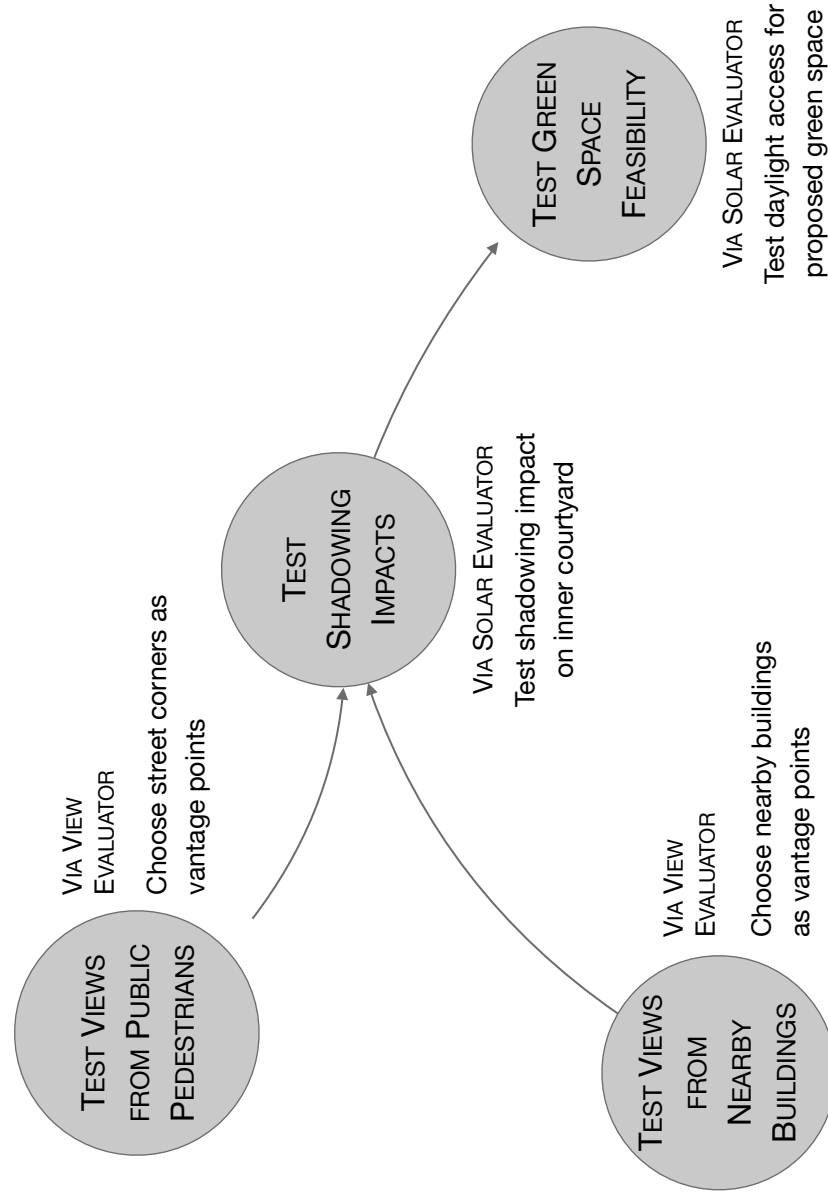 TEST VIEWS
FROM PUBLIC
PEDESTRIANS
VIA VIEW
EVALUATOR
Choose street corners as
vantage points
TEST VIEWS
FROM
NEARBY
BUILDINGS
VIA VIEW
EVALUATOR
Choose nearby buildings
as vantage points
TEST
SHADOWING
IMPACTS
VIA SOLAR EVALUATOR
Test shadowing impact
on inner courtyard
TEST GREEN
SPACE
FEASIBILITY
VIA SOLAR EVALUATOR
Test daylight access for
proposed green space